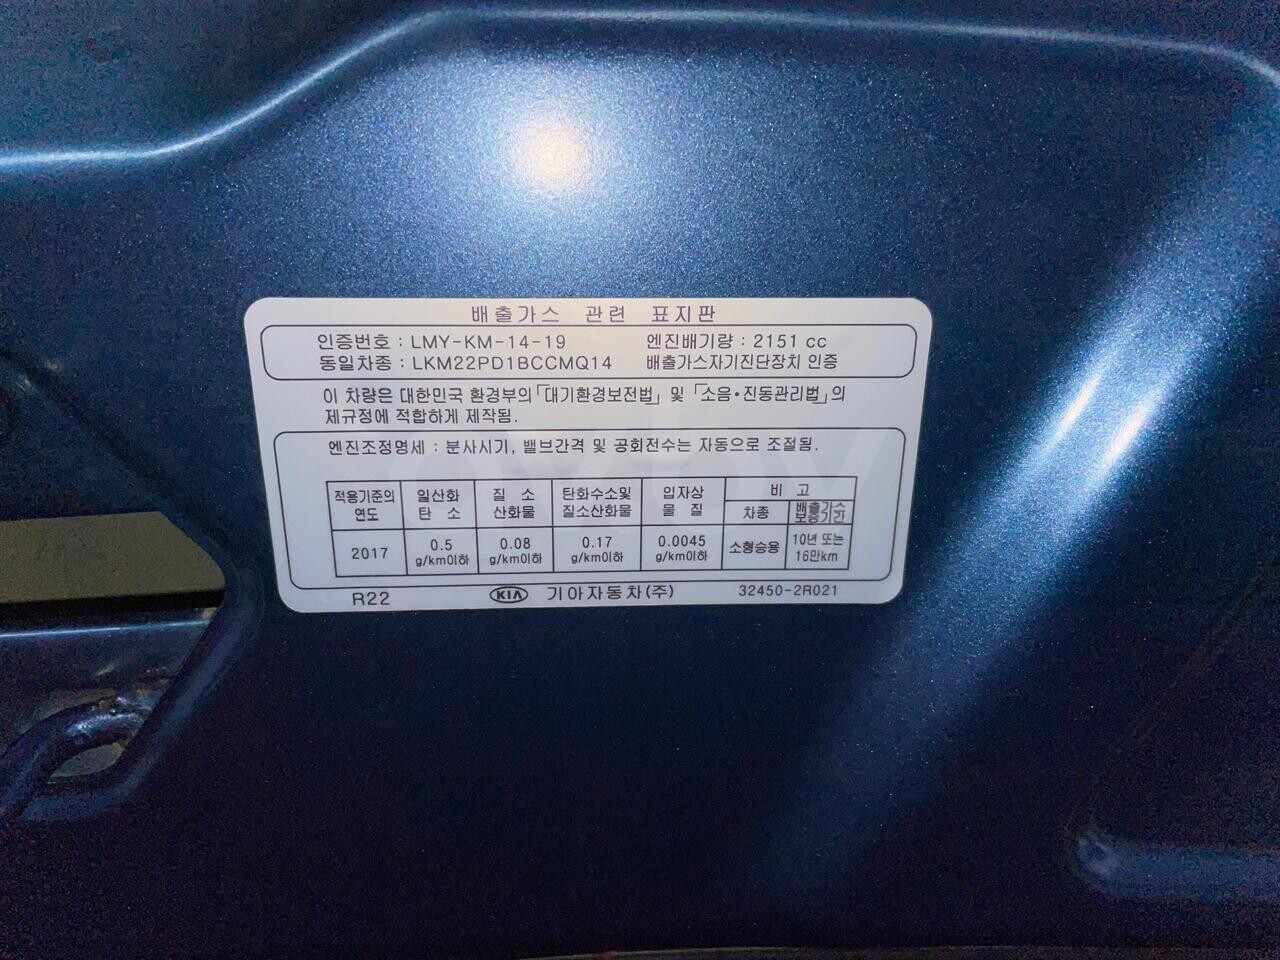 배출가스 관련 표지판
인증번호 : LMY-KM-14-19 엔진배기량 : 2151 cc
동일차종 : LKM22PD1BCCMQ14 배출가스자기진단장치 인증
이 차량은 대한민국 환경부의「대기환경보전법」및「소음•진동관리법」의
제규정에 적합하게 제작됨.
엔진조정명세 : 분사시기, 밸브간격 및 공회전수는 자동으로 조절됨.
적용기준의 일산화 질 소 탄화수소및 입자상 비 고
연도 탄 소 산화물 질소산화물 물 질 차종 배출가스
보증기간
2017 0.5 0.08 0.17 0.0045 소형승용 10년 또는
g/km이하 g/km이하 g/km이하 g/km이하 16만km
R22 KIA 기아자동차(주) 32450-2R021